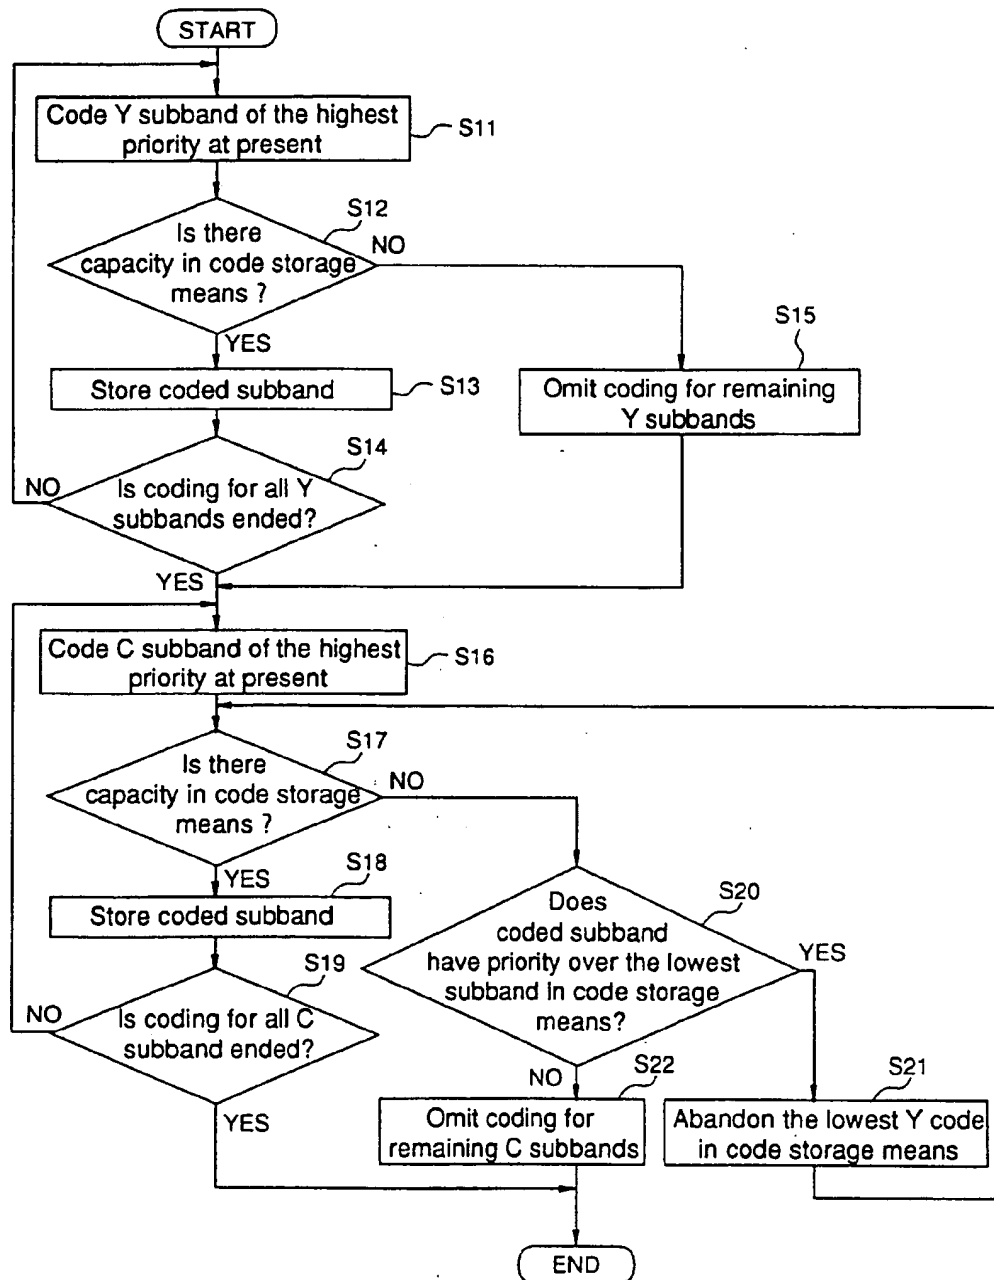 START
Code Y subband of the highest
priority at present
S11
S12
Is there
capacity in code storage
means ?
NO
YES
S15
Store coded subband
S13
Omit coding for remaining
Y subbands
S14
NO
Is coding for all Y
subbands ended?
YES
Code C subband of the highest
priority at present
S16
S17
Is there
capacity in code storage
means ?
NO
YES
S18
Store coded subband
S20
Does
coded subband
have priority over the lowest
subband in code storage
means?
YES
S19
NO
Is coding for all C
subband ended?
NO
S22
S21
YES
Omit coding for
remaining C subbands
Abandon the lowest Y code
in code storage means
END